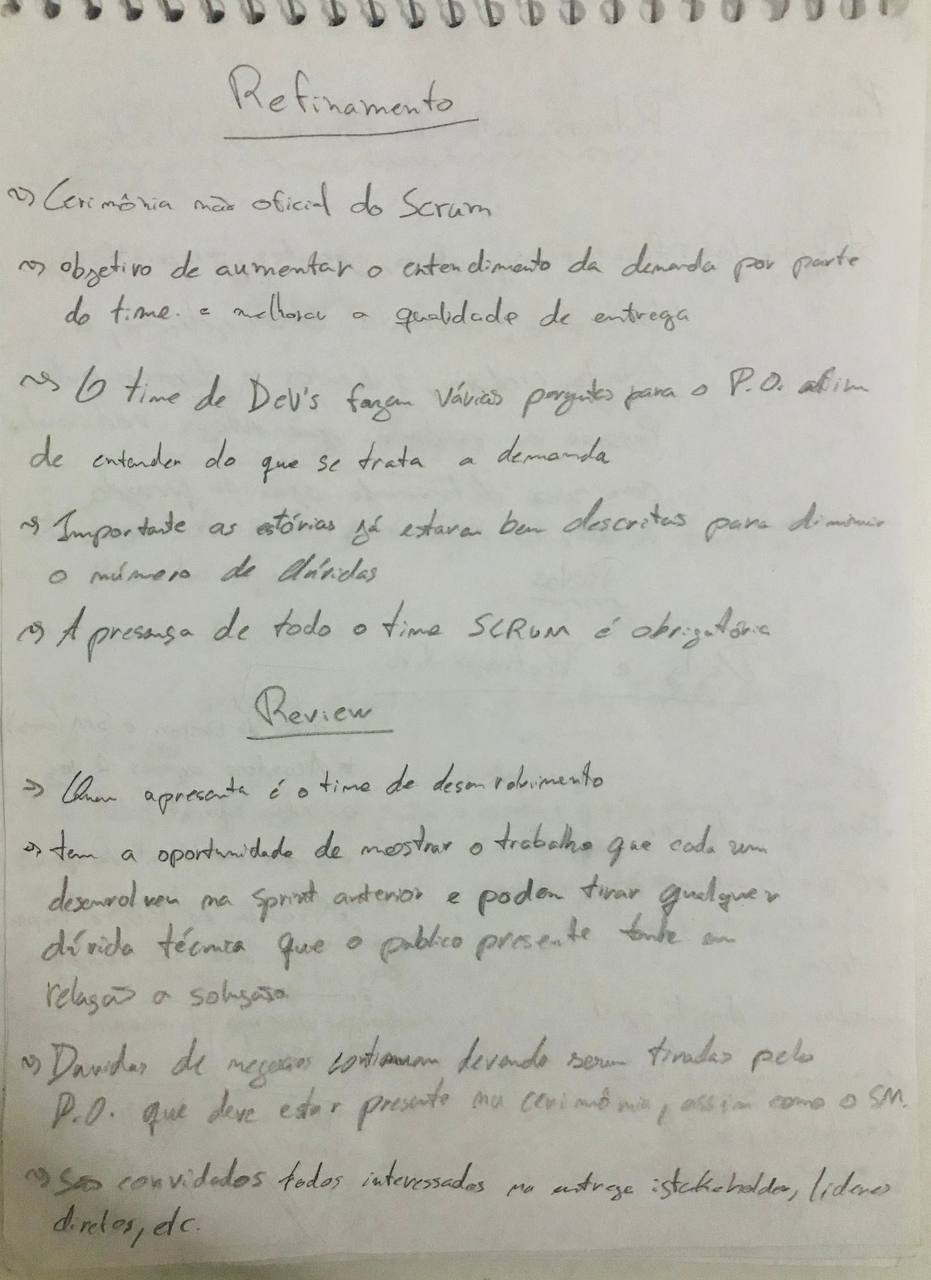 Refinamento
~> Cerimônia não oficial do Scrum
~> objetivo de aumentar o entendimento da demanda por parte
do time. e melhorar a qualidade de entrega
~> O time de Dev's fazem várias perguntas para o P.O. afim
de entender do que se trata a demanda
~> Importante as estórias já estarem bem descritas para diminuir
o número de dúvidas
~> A presença de todo o time SCRUM é obrigatória
Review
=> Quem apresenta é o time de desenvolvimento
~> tem a oportunidade de mostrar o trabalho que cada um
desenvolveu na sprint anterior e podem tirar qualquer
dúvida técnica que o publico presente tenha em
relação a solução
~> Duvidas de negocios continuam devendo serem tiradas pelo
P.O. que deve estar presente na cerimônia, assim como o SM.
~> São convidados todos interessados na entrega stakeholder, lideres
diretos, etc.